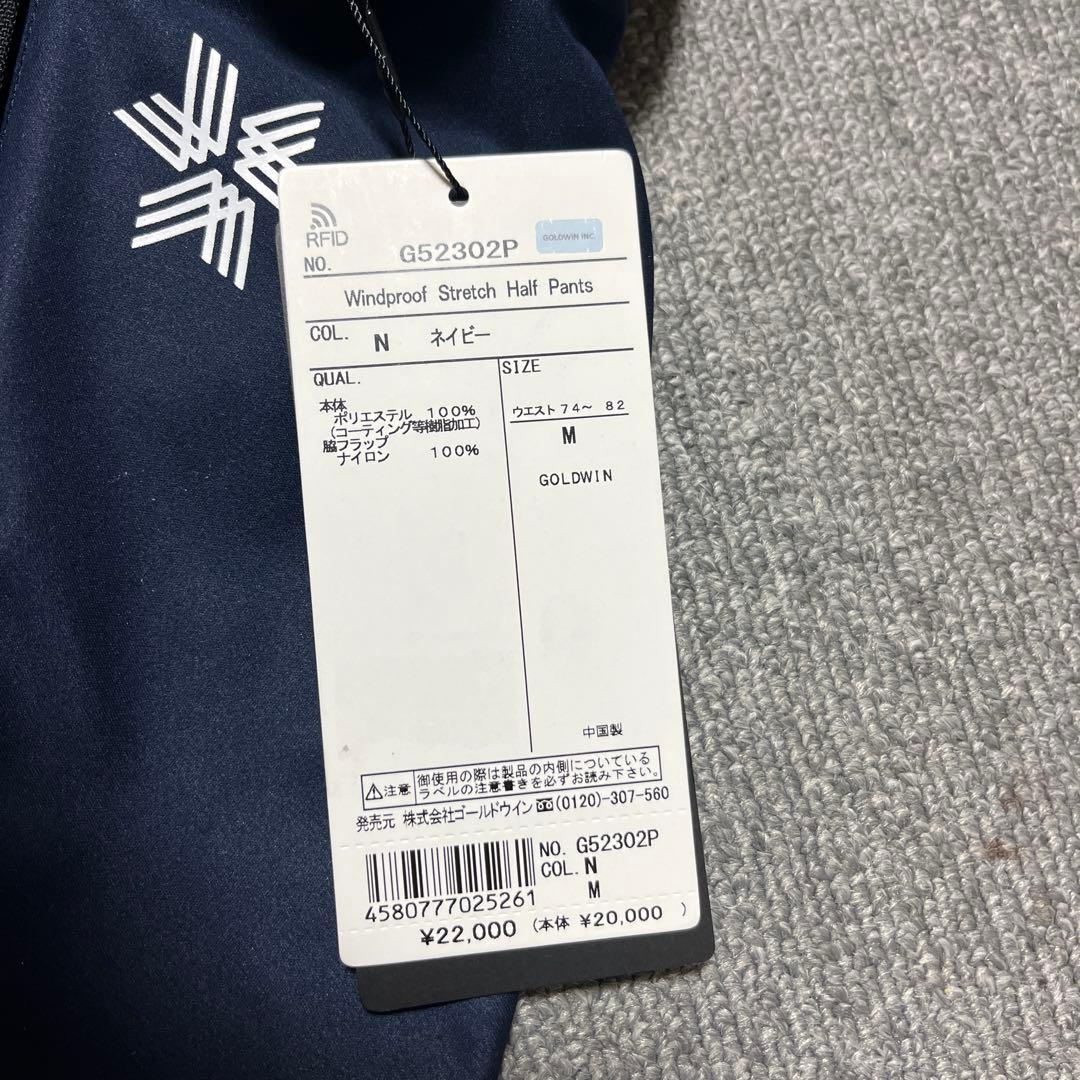 RFID
NO. G52302P GOLDWIN INC.
Windproof Stretch Half Pants
COL. N ネイビー
QUAL.
本体
ポリエステル 100%
(コーティング等樹脂加工)
脇フラップ
ナイロン 100%
SIZE
ウエスト74~ 82
M
GOLDWIN
中国製
注意 御使用の際は製品の内側についている
ラベルの注意書きを必ずお読み下さい。
発売元 株式会社ゴールドウイン (0120)-307-560
NO. G52302P
COL. N
M
4580777025261
¥22,000 (本体 ¥20,000 )